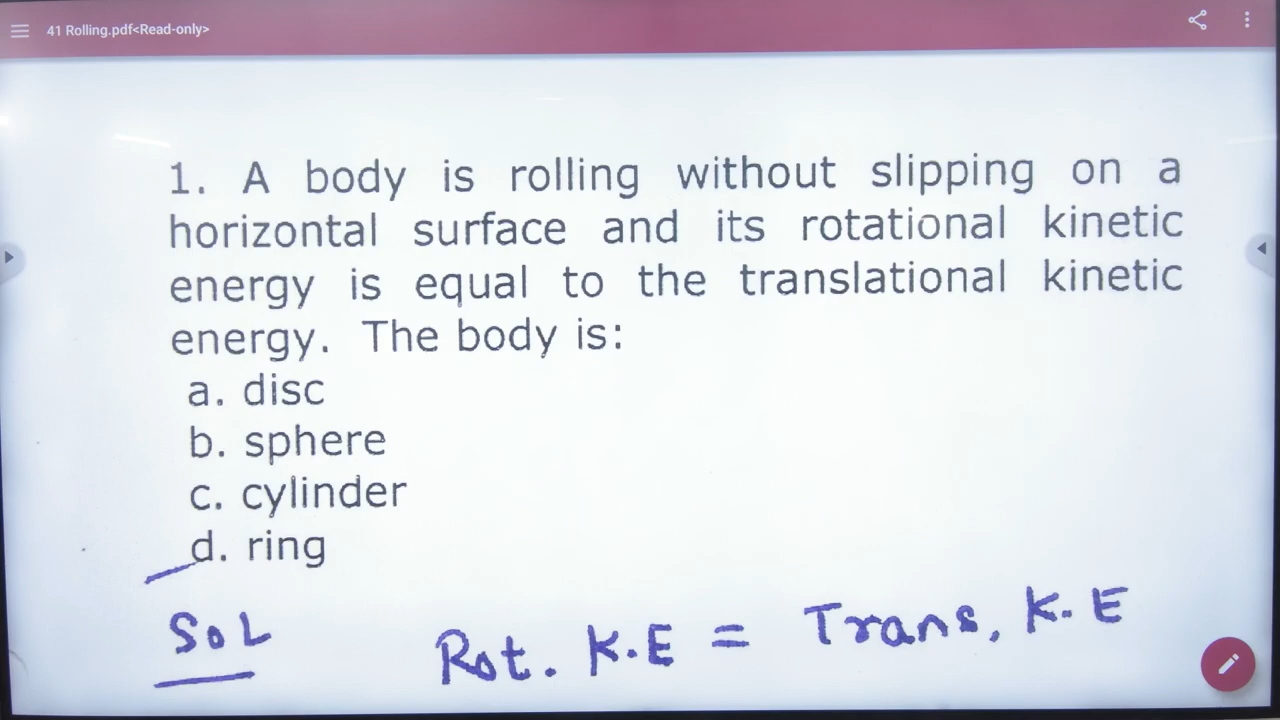 41 Rolling.pdf<Read-only>
1. A body is rolling without slipping on a
horizontal surface and its rotational kinetic
energy is equal to the translational kinetic
energy. The body is:
a. disc
b. sphere
c. cylinder
d. ring
SOL
Rot. K.E = Trans. K.E